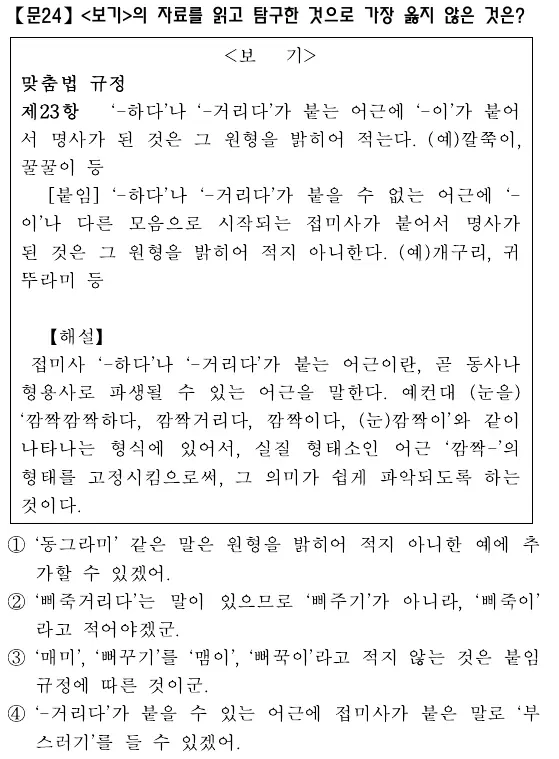 【문24】<보기>의 자료를 읽고 탐구한 것으로 가장 옳지 않은 것은?
<보 기>
맞춤법 규정
제23항 ‘-하다’나 ‘-거리다’가 붙는 어근에 ‘-이’가 붙어
서 명사가 된 것은 그 원형을 밝히어 적는다. (예)깔쭉이,
꿀꿀이 등
[붙임] ‘-하다’나 ‘-거리다’가 붙을 수 없는 어근에 ‘-
이’나 다른 모음으로 시작되는 접미사가 붙어서 명사가
된 것은 그 원형을 밝히어 적지 아니한다. (예)개구리, 귀
뚜라미 등
【해설】
접미사 ‘-하다’나 ‘-거리다’가 붙는 어근이란, 곧 동사나
형용사로 파생될 수 있는 어근을 말한다. 예컨대 (눈을)
‘깜짝깜짝하다, 깜짝거리다, 깜짝이다, (눈)깜짝이’와 같이
나타나는 형식에 있어서, 실질 형태소인 어근 ‘깜짝-’의
형태를 고정시킴으로써, 그 의미가 쉽게 파악되도록 하는
것이다.
① ‘동그라미’ 같은 말은 원형을 밝히어 적지 아니한 예에 추
가할 수 있겠어.
② ‘삐죽거리다’는 말이 있으므로 ‘삐주기’가 아니라, ‘삐죽이’
라고 적어야겠군.
③ ‘매미’, ‘뻐꾸기’를 ‘맴이’, ‘뻐꾹이’라고 적지 않는 것은 붙임
규정에 따른 것이군.
④ ‘-거리다’가 붙을 수 있는 어근에 접미사가 붙은 말로 ‘부
스러기’를 들 수 있겠어.